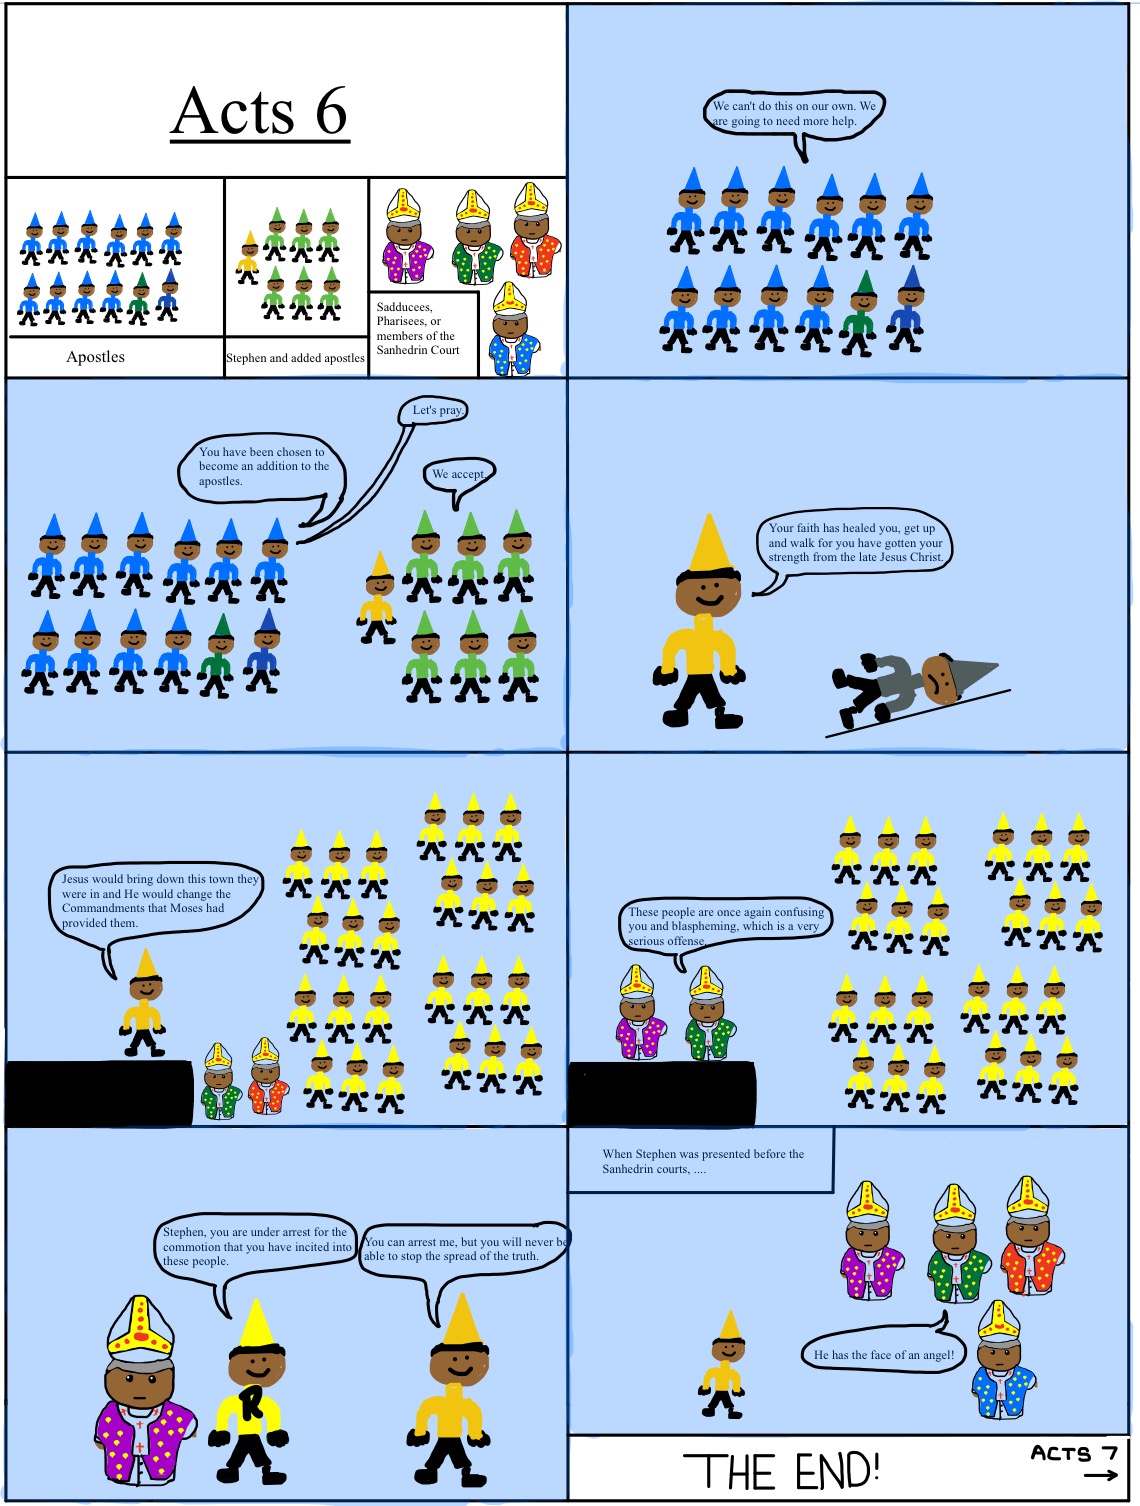 Acts 6
Apostles
Stephen and added apostles
Sadducees,
Pharisees, or
members of the
Sanhedrin Court
We can't do this on our own. We
are going to need more help.
You have been chosen to
become an addition to the
apostles.
Let's pray.
We accept.
Your faith has healed you, get up
and walk for you have gotten your
strength from the late Jesus Christ.
Jesus would bring down this town they
were in and He would change the
Commandments that Moses had
provided them.
These people are once again confusing
you and blaspheming, which is a very
serious offense.
Stephen, you are under arrest for the
commotion that you have incited into
these people.
R
You can arrest me, but you will never be
able to stop the spread of the truth.
When Stephen was presented before the
Sanhedrin courts, ....
He has the face of an angel!
THE END!
ACTS 7
→